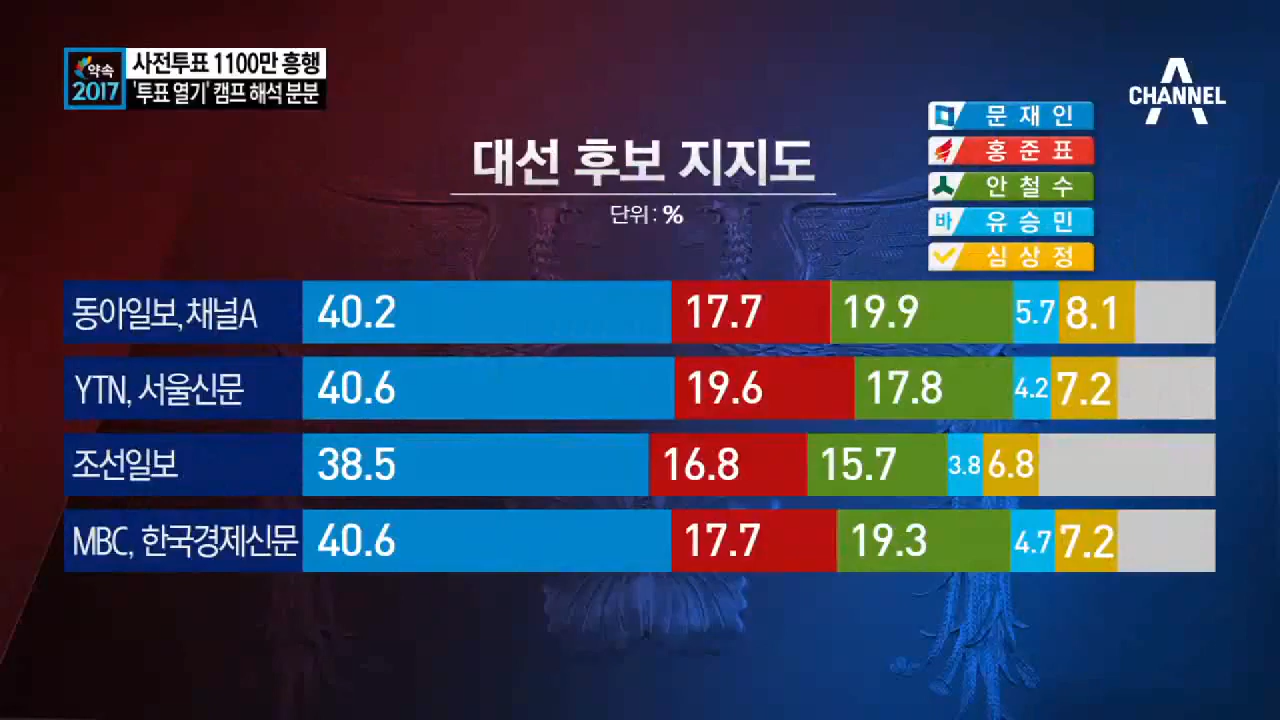 약속
2017
사전투표 1100만 흥행
'투표 열기' 캠프 해석 분분
CHANNEL
대선 후보 지지도
단위 : %
문 재 인
홍 준 표
안 철 수
바 유 승 민
심 상 정
동아일보, 채널A 40.2 17.7 19.9 5.7 8.1
YTN, 서울신문 40.6 19.6 17.8 4.2 7.2
조선일보 38.5 16.8 15.7 3.8 6.8
MBC, 한국경제신문 40.6 17.7 19.3 4.7 7.2